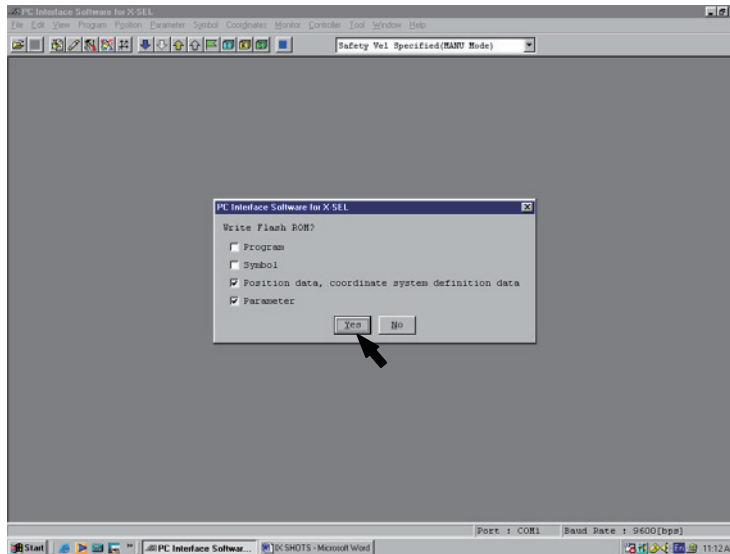 PC Interface Software for X-SEL
File Edit View Program Position Parameter Symbol Coordinates Monitor Controller Tool Window Help
Safety Vel Specified(MANU Mode)
PC Interface Software for X-SEL
Write Flash ROM?
Program
Symbol
Position data, coordinate system definition data
Parameter
Yes No
Port : COM1 Baud Rate : 9600[bps]
Start PC Interface Softwar... IX SHOTS - Microsoft Word 11:12 A